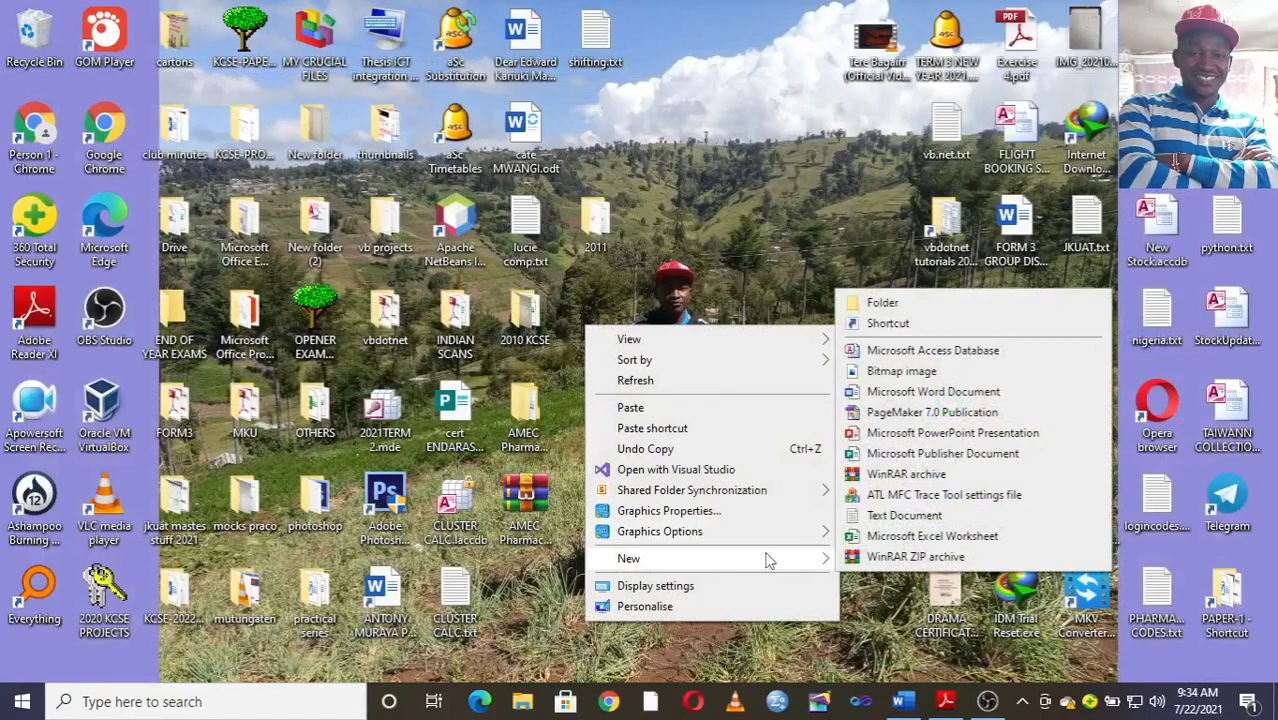 Recycle Bin
GOM Player
cartons
KCSE-PAPE...
MY CRUCIAL
FILES
Thesis ICT
integration ...
aSc
Substitution
Dear Edward
Kariuki Ma...
shifting.txt
Tere Bagairr
(Official Vid...
TERM 3 NEW
YEAR 2021....
PDF
Exercise
4.pdf
IMG_20210...
Person 1 -
Chrome
Google
Chrome
club minutes
KCSE-PRO...
New folder
thumbnails
aSc
Timetables
cate
MWANGI.odt
vb.net.txt
FLIGHT
BOOKING S...
Internet
Downlo...
360 Total
Security
Microsoft
Edge
Drive
Microsoft
Office E...
New folder
(2)
vb projects
Apache
NetBeans I...
lucie
comp.txt
2011
vbdotnet
tutorials 20...
FORM 3
GROUP DIS...
JKUAT.txt
New
Stock.accdb
python.txt
Adobe
Reader XI
OBS Studio
END OF
YEAR EXAMS
Microsoft
Office Pro...
OPENER
EXAM...
vbdotnet
INDIAN
SCANS
2010 KCSE
nigeria.txt
StockUpdat...
Apowersoft
Screen Rec...
Oracle VM
VirtualBox
FORM3
MKU
OTHERS
2021TERM
2.mde
cert
ENDARAS...
AMEC
Pharma...
Opera
browser
TAIWANN
COLLECTIO...
Ashampoo
Burning ...
VLC media
player
jkuat mastes
stuff 2021
mocks praco
photoshop
Adobe
Photosh...
CLUSTER
CALC.laccdb
AMEC
Pharmac...
logincodes....
Telegram
Everything
2020 KCSE
PROJECTS
KCSE-2022...
mutungateni
practical
series
ANTONY
MURAYA P...
CLUSTER
CALC.txt
DRAMA
CERTIFICAT...
IDM Trial
Reset.exe
MKV
Converter...
PHARMA...
CODES.txt
PAPER-1 -
Shortcut
View
Sort by
Refresh
Paste
Paste shortcut
Undo Copy Ctrl+Z
Open with Visual Studio
Shared Folder Synchronization
Graphics Properties...
Graphics Options
New
Display settings
Personalise
Folder
Shortcut
Microsoft Access Database
Bitmap image
Microsoft Word Document
PageMaker 7.0 Publication
Microsoft PowerPoint Presentation
Microsoft Publisher Document
WinRAR archive
ATL MFC Trace Tool settings file
Text Document
Microsoft Excel Worksheet
WinRAR ZIP archive
Type here to search
9:34 AM
7/22/2021